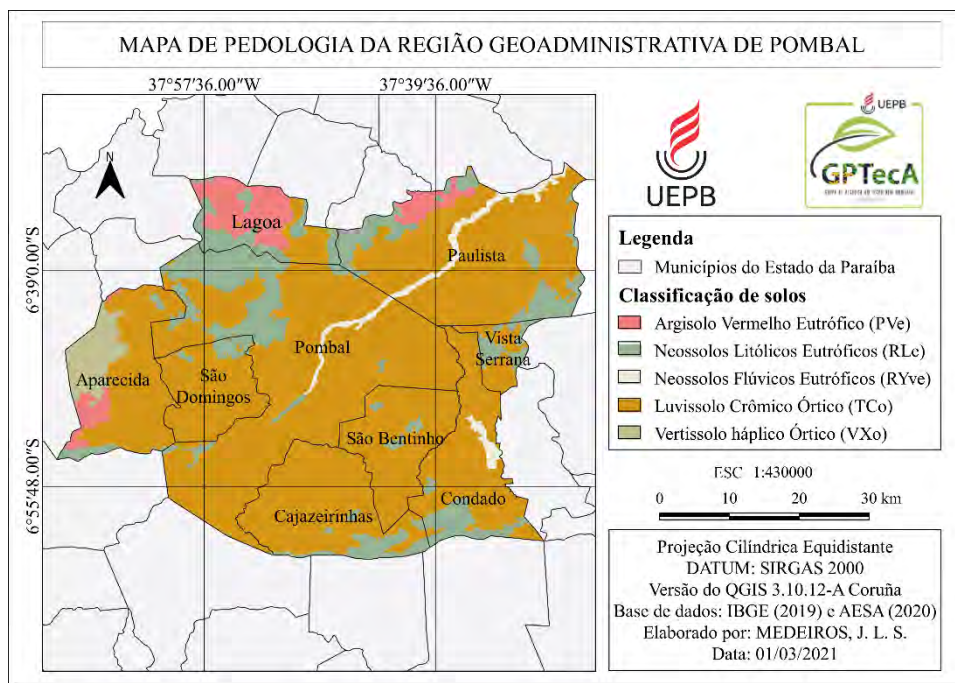 MAPA DE PEDOLOGIA DA REGIÃO GEOADMINISTRATIVA DE POMBAL
37°57'36.00"W
37°39'36.00"W
6°39'0.00"S
6°55'48.00"S
N
Lagoa
Paulista
Pombal
Vista
Serrana
Aparecida
São
Domingos
São Bentinho
Condado
Cajazeirinhas
UEPB
UEPB
GPTecA
Legenda
Municípios do Estado da Paraíba
Classificação de solos
Argisolo Vermelho Eutrófico (PVe)
Neossolos Litólicos Eutróficos (RLe)
Neossolos Flúvicos Eutróficos (RYve)
Luvissolo Crômico Órtico (TCo)
Vertissolo háplico Órtico (VXo)
ESC 1:430000
0 10 20 30 km
Projeção Cilíndrica Equidistante
DATUM: SIRGAS 2000
Versão do QGIS 3.10.12-A Coruña
Base de dados: IBGE (2019) e AESA (2020)
Elaborado por: MEDEIROS, J. L. S.
Data: 01/03/2021